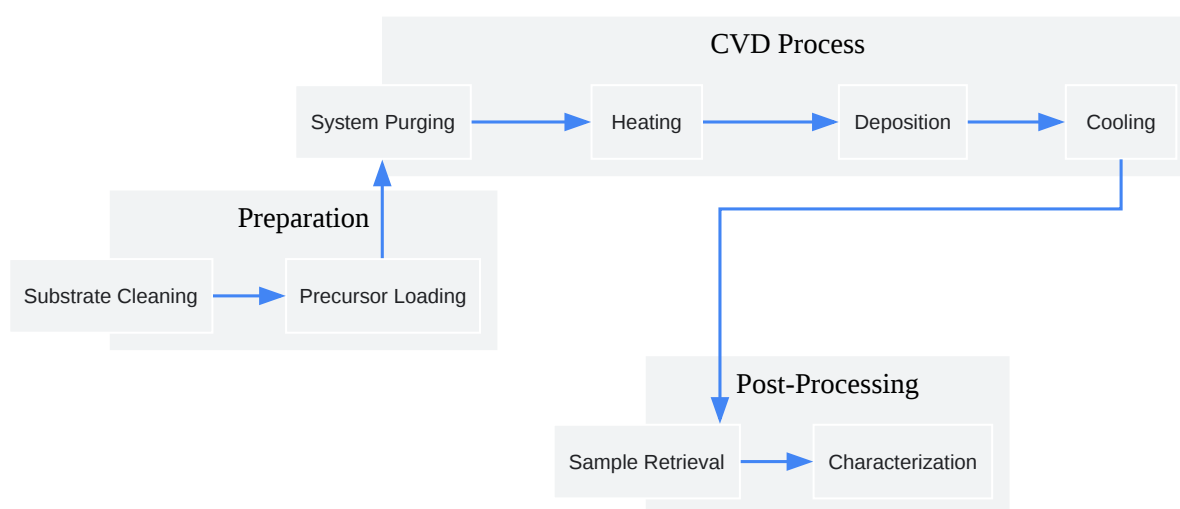 CVD Process
System Purging
Heating
Deposition
Cooling
Preparation
Substrate Cleaning
Precursor Loading
Post-Processing
Sample Retrieval
Characterization